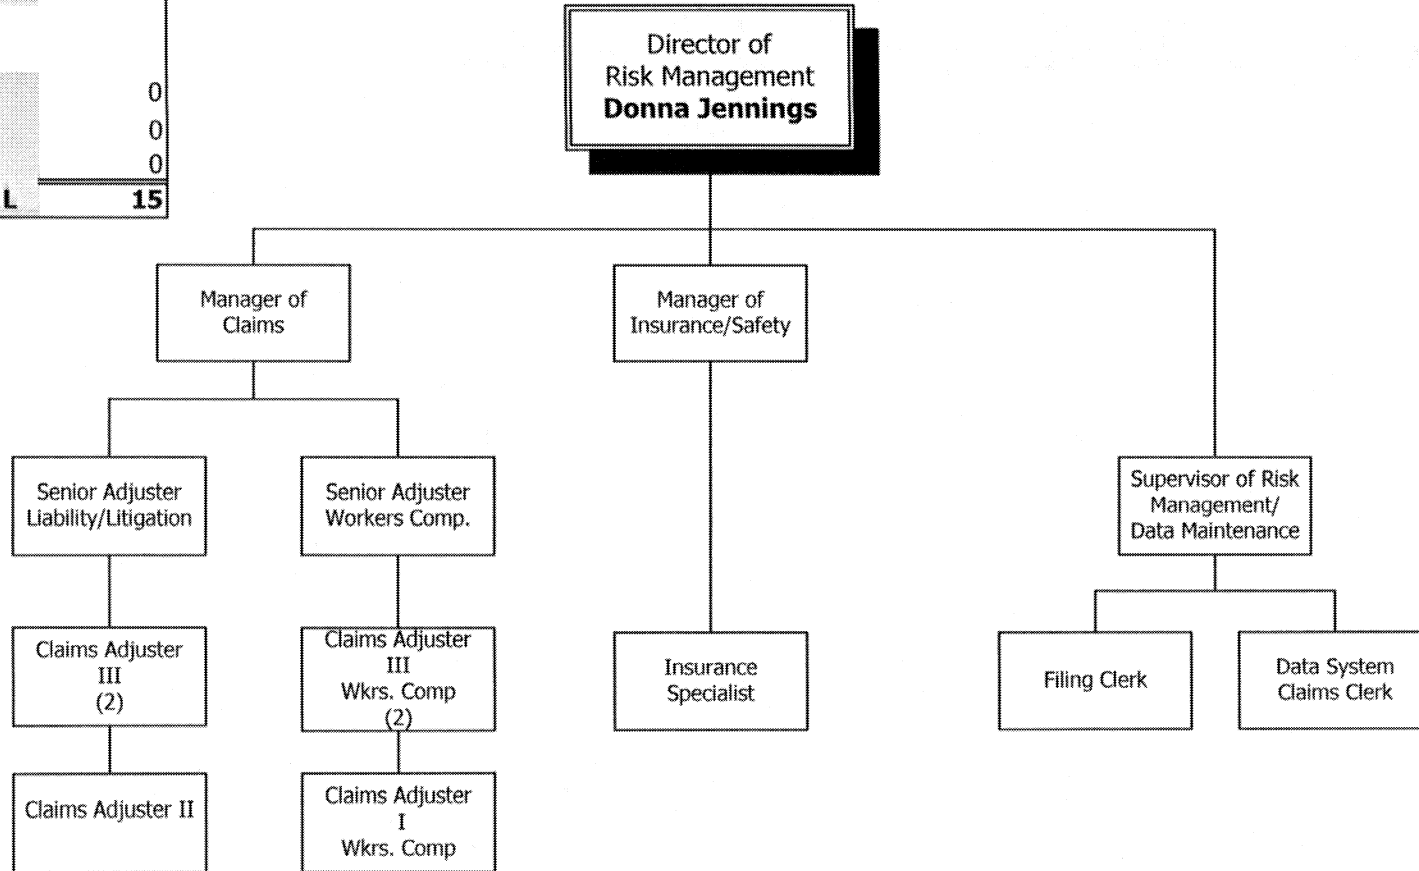 0
0
0
L 15
Director of
Risk Management
Donna Jennings
Manager of
Claims
Manager of
Insurance/Safety
Senior Adjuster
Liability/Litigation
Senior Adjuster
Workers Comp.
Supervisor of Risk
Management/
Data Maintenance
Claims Adjuster
III
(2)
Claims Adjuster
III
Wkrs. Comp
(2)
Insurance
Specialist
Filing Clerk
Data System
Claims Clerk
Claims Adjuster II
Claims Adjuster
I
Wkrs. Comp